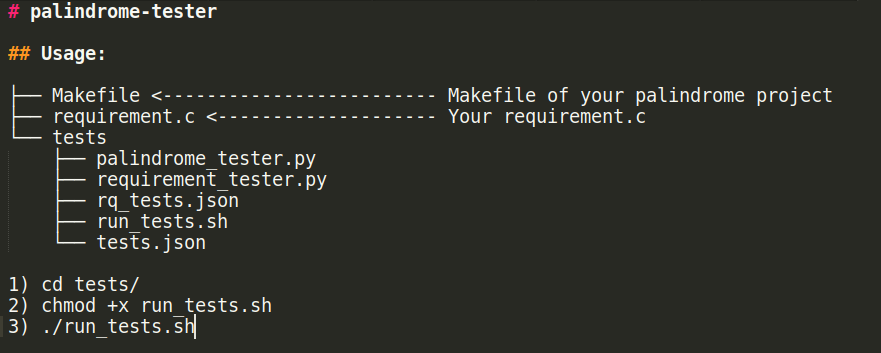 # palindrome-tester
## Usage:
├── Makefile <------------------------- Makefile of your palindrome project
├── requirement.c <-------------------- Your requirement.c
└── tests
    ├── palindrome_tester.py
    ├── requirement_tester.py
    ├── rq_tests.json
    ├── run_tests.sh
    └── tests.json
1) cd tests/
2) chmod +x run_tests.sh
3) ./run_tests.sh